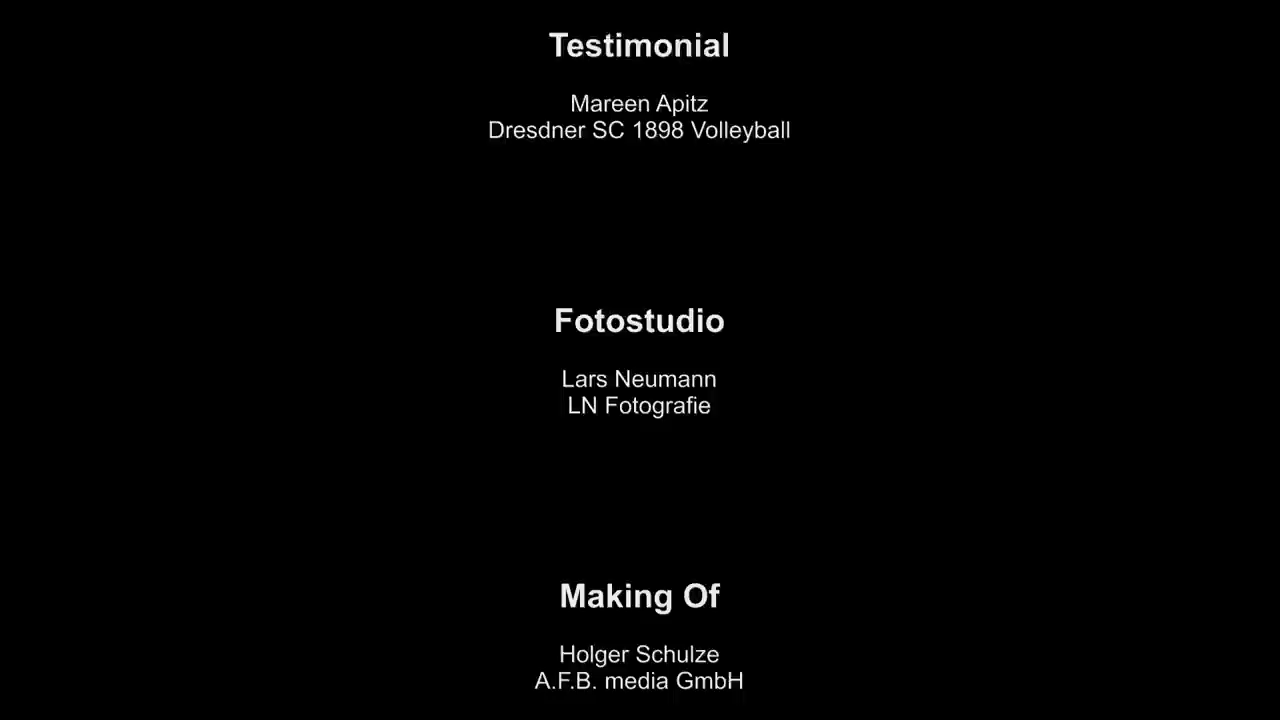 Testimonial
Mareen Apitz
Dresdner SC 1898 Volleyball
Fotostudio
Lars Neumann
LN Fotografie
Making Of
Holger Schulze
A.F.B. media GmbH